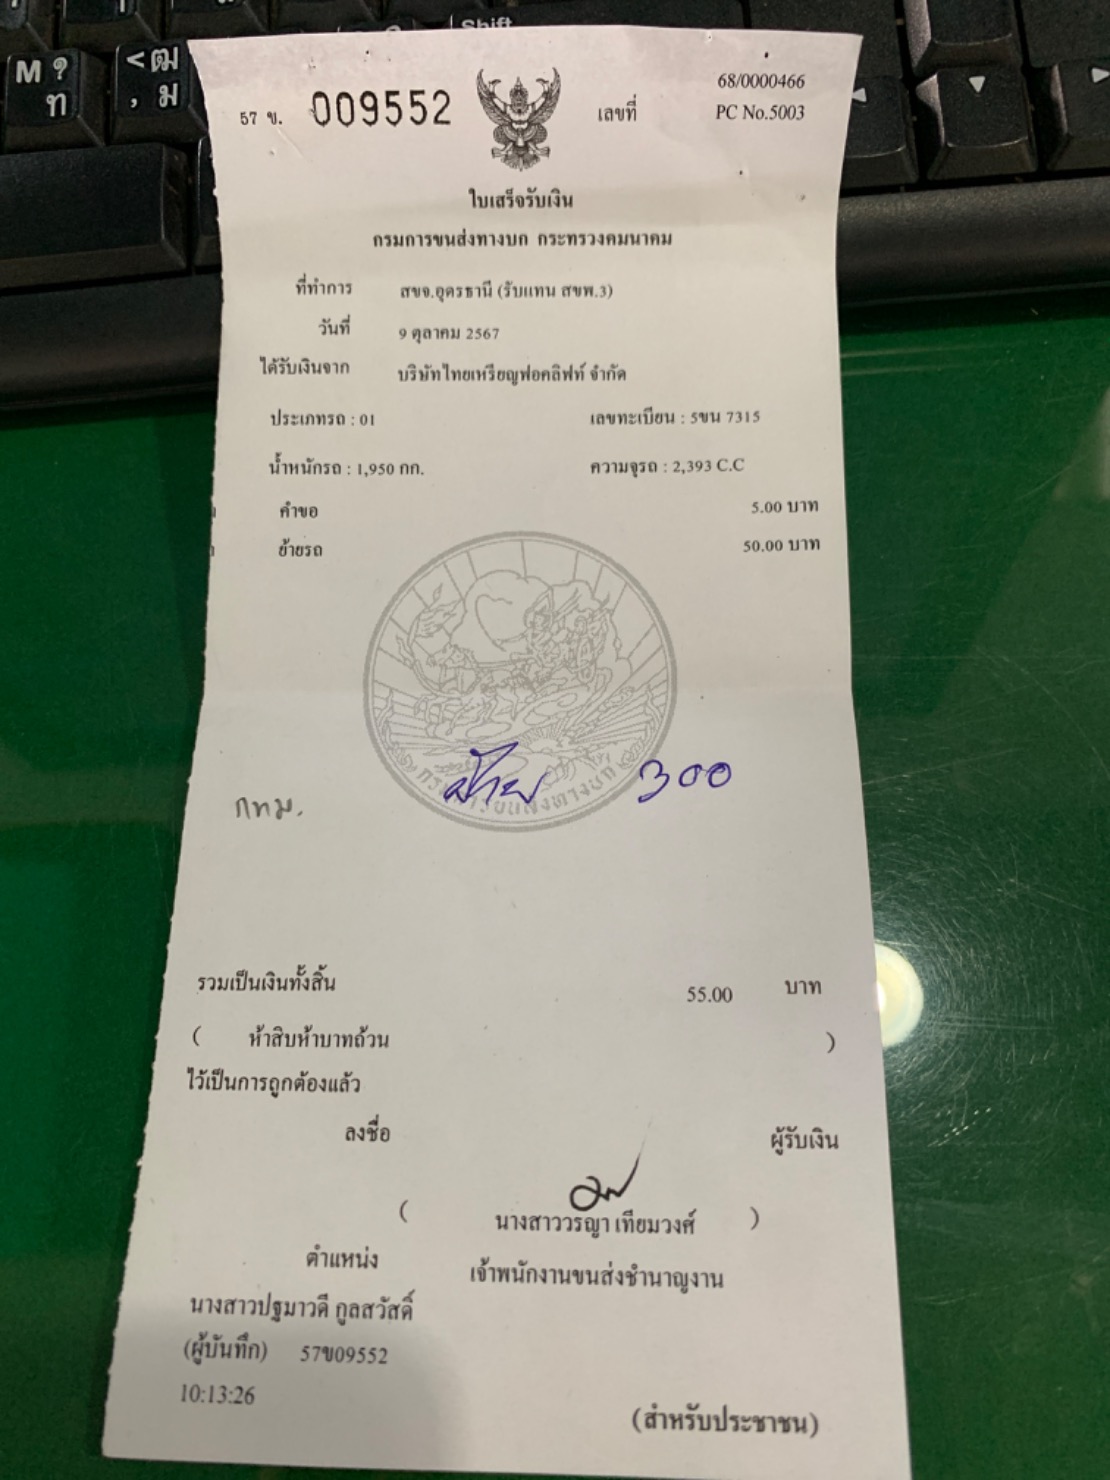 Shift
M ?
ท
< ฒ
, ม
57 ข. 009552 เลขที่ 68/0000466
PC No.5003
ใบเสร็จรับเงิน
กรมการขนส่งทางบก กระทรวงคมนาคม
ที่ทำการ สขจ.อุดรธานี (รับแทน สขพ.3)
วันที่ 9 ตุลาคม 2567
ได้รับเงินจาก บริษัทไทยเหรียญฟอคลิฟท์ จำกัด
ประเภทรถ : 01 เลขทะเบียน : 5ขน 7315
น้ำหนักรถ : 1,950 กก. ความจุรถ : 2,393 C.C
คำขอ 5.00 บาท
ย้ายรถ 50.00 บาท
300
กรมการขนส่งทางบก
กทม.
รวมเป็นเงินทั้งสิ้น 55.00 บาท
( ห้าสิบห้าบาทถ้วน )
ไว้เป็นการถูกต้องแล้ว
ลงชื่อ ผู้รับเงิน
( นางสาววรญา เทียมวงศ์ )
ตำแหน่ง เจ้าพนักงานขนส่งชำนาญงาน
นางสาวปฐมาวดี กูลสวัสดิ์
(ผู้บันทึก) 57ข09552
10:13:26
(สำหรับประชาชน)